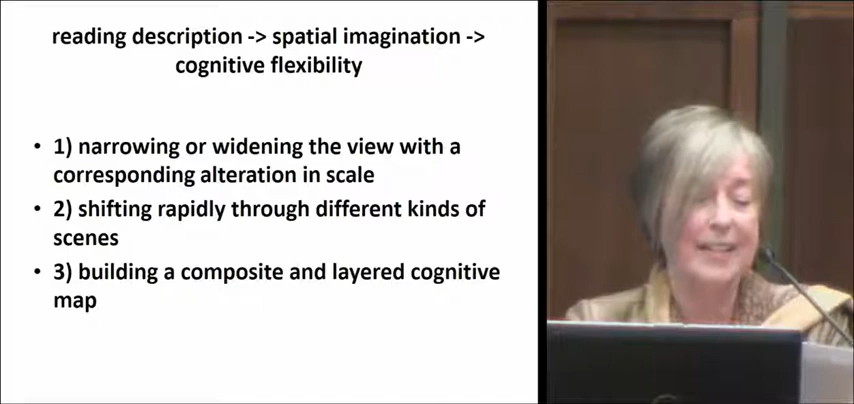 reading description -> spatial imagination ->
cognitive flexibility
• 1) narrowing or widening the view with a
corresponding alteration in scale
• 2) shifting rapidly through different kinds of
scenes
• 3) building a composite and layered cognitive
map